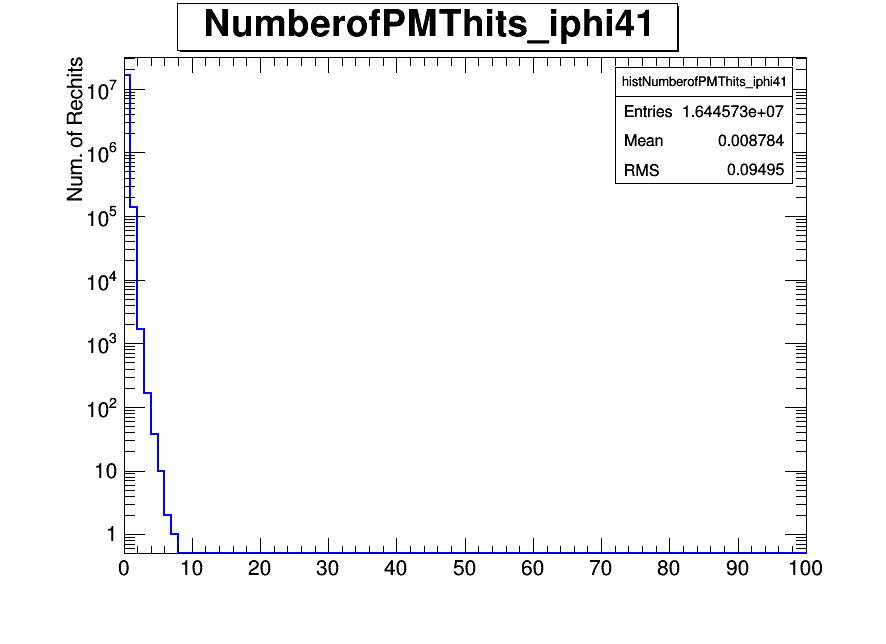 NumberofPMThits_iphi41
Num. of Rechits
histNumberofPMThits_iphi41
Entries 1.644573e+07
Mean 0.008784
RMS 0.09495
10^7
10^6
10^5
10^4
10^3
10^2
10
1
0 10 20 30 40 50 60 70 80 90 100